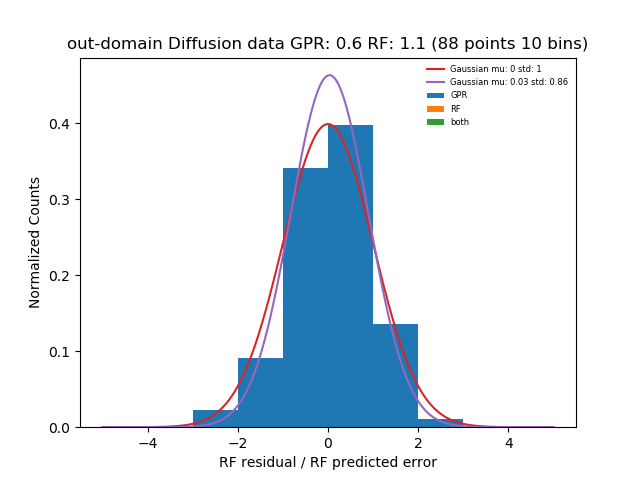 out-domain Diffusion data GPR: 0.6 RF: 1.1 (88 points 10 bins)
Gaussian mu: 0 std: 1
Gaussian mu: 0.03 std: 0.86
GPR
RF
both
Normalized Counts
0.4
0.3
0.2
0.1
0.0
−4 −2 0 2 4
RF residual / RF predicted error